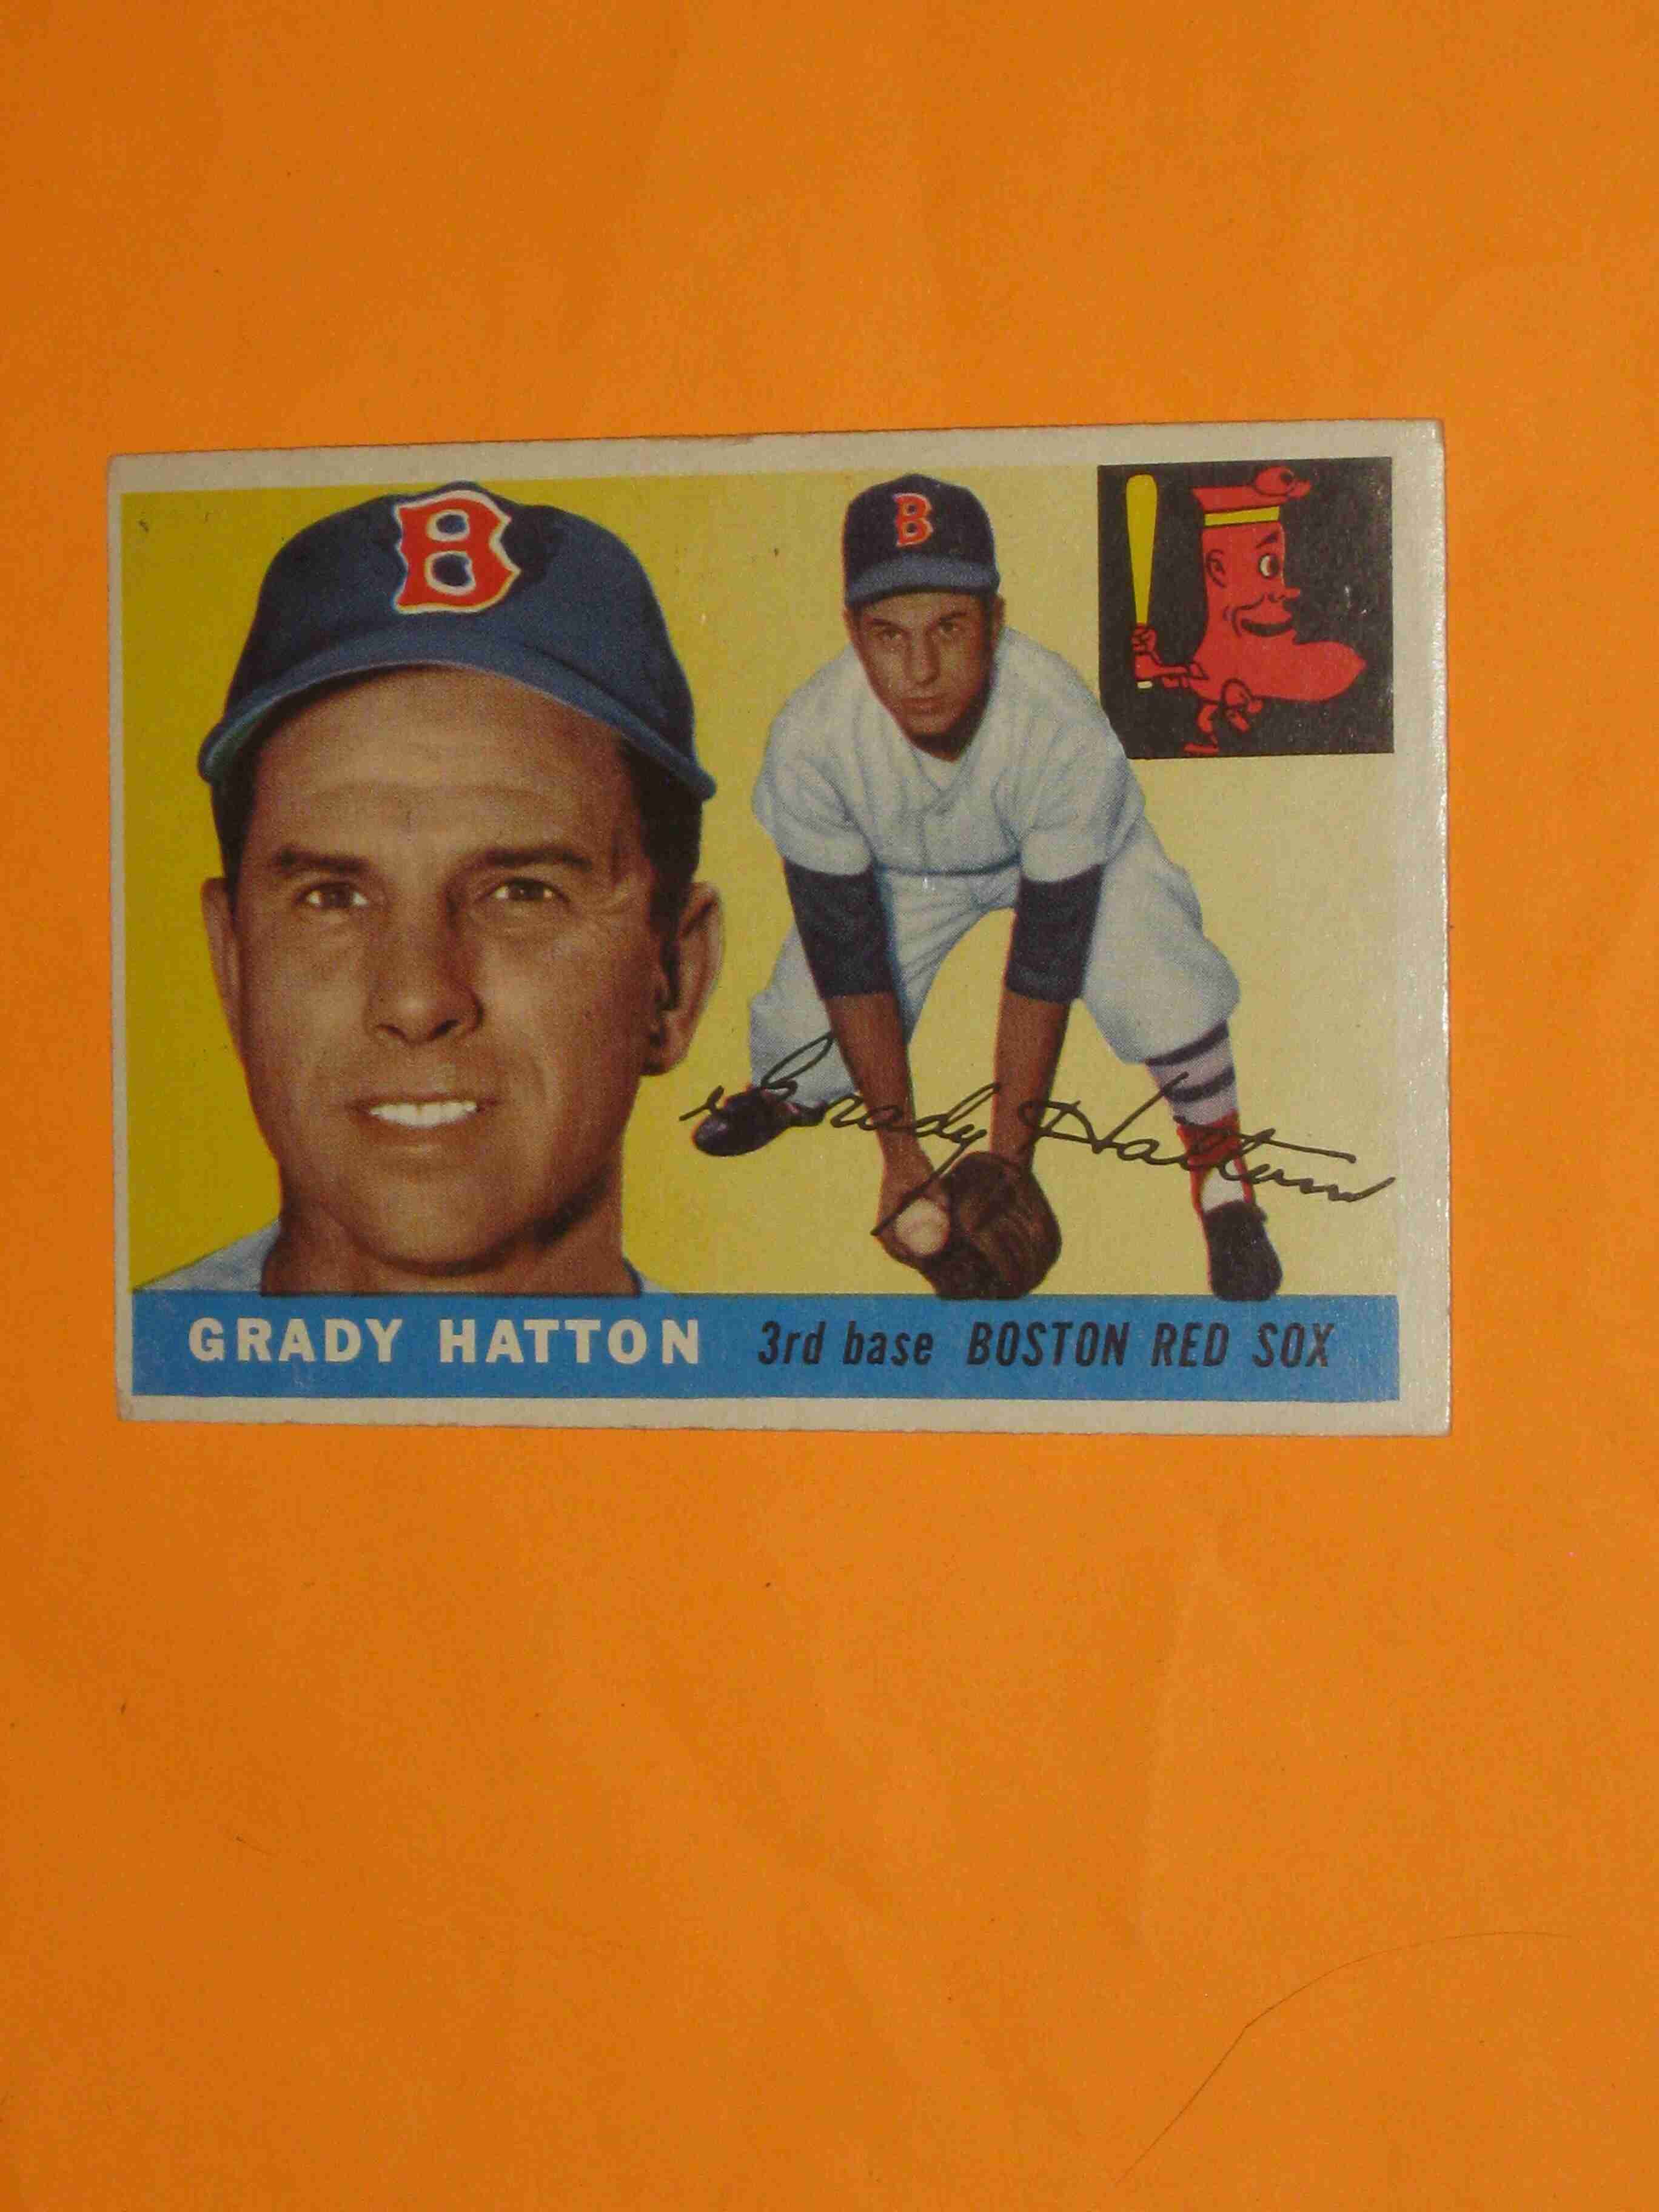 B
B
Grady Hatton
GRADY HATTON 3rd base BOSTON RED SOX